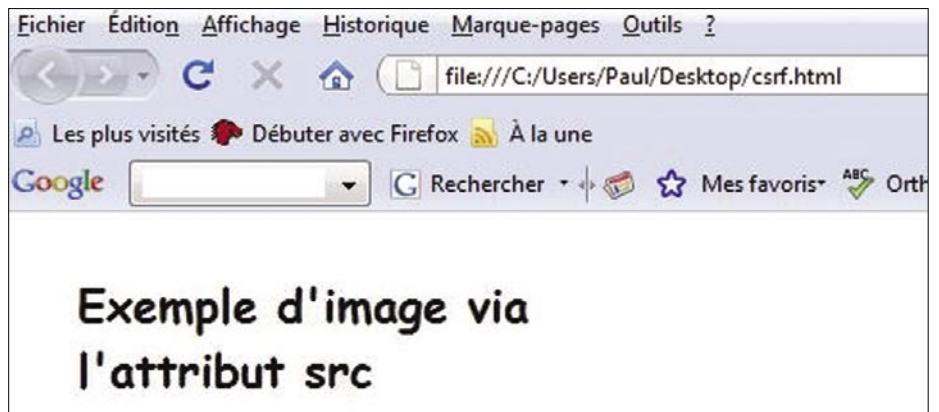 Fichier Édition Affichage Historique Marque-pages Outils ?
file:///C:/Users/Paul/Desktop/csrf.html
Les plus visités Débuter avec Firefox À la une
Google G Rechercher Mes favoris ABC Orth
Exemple d'image via
l'attribut src